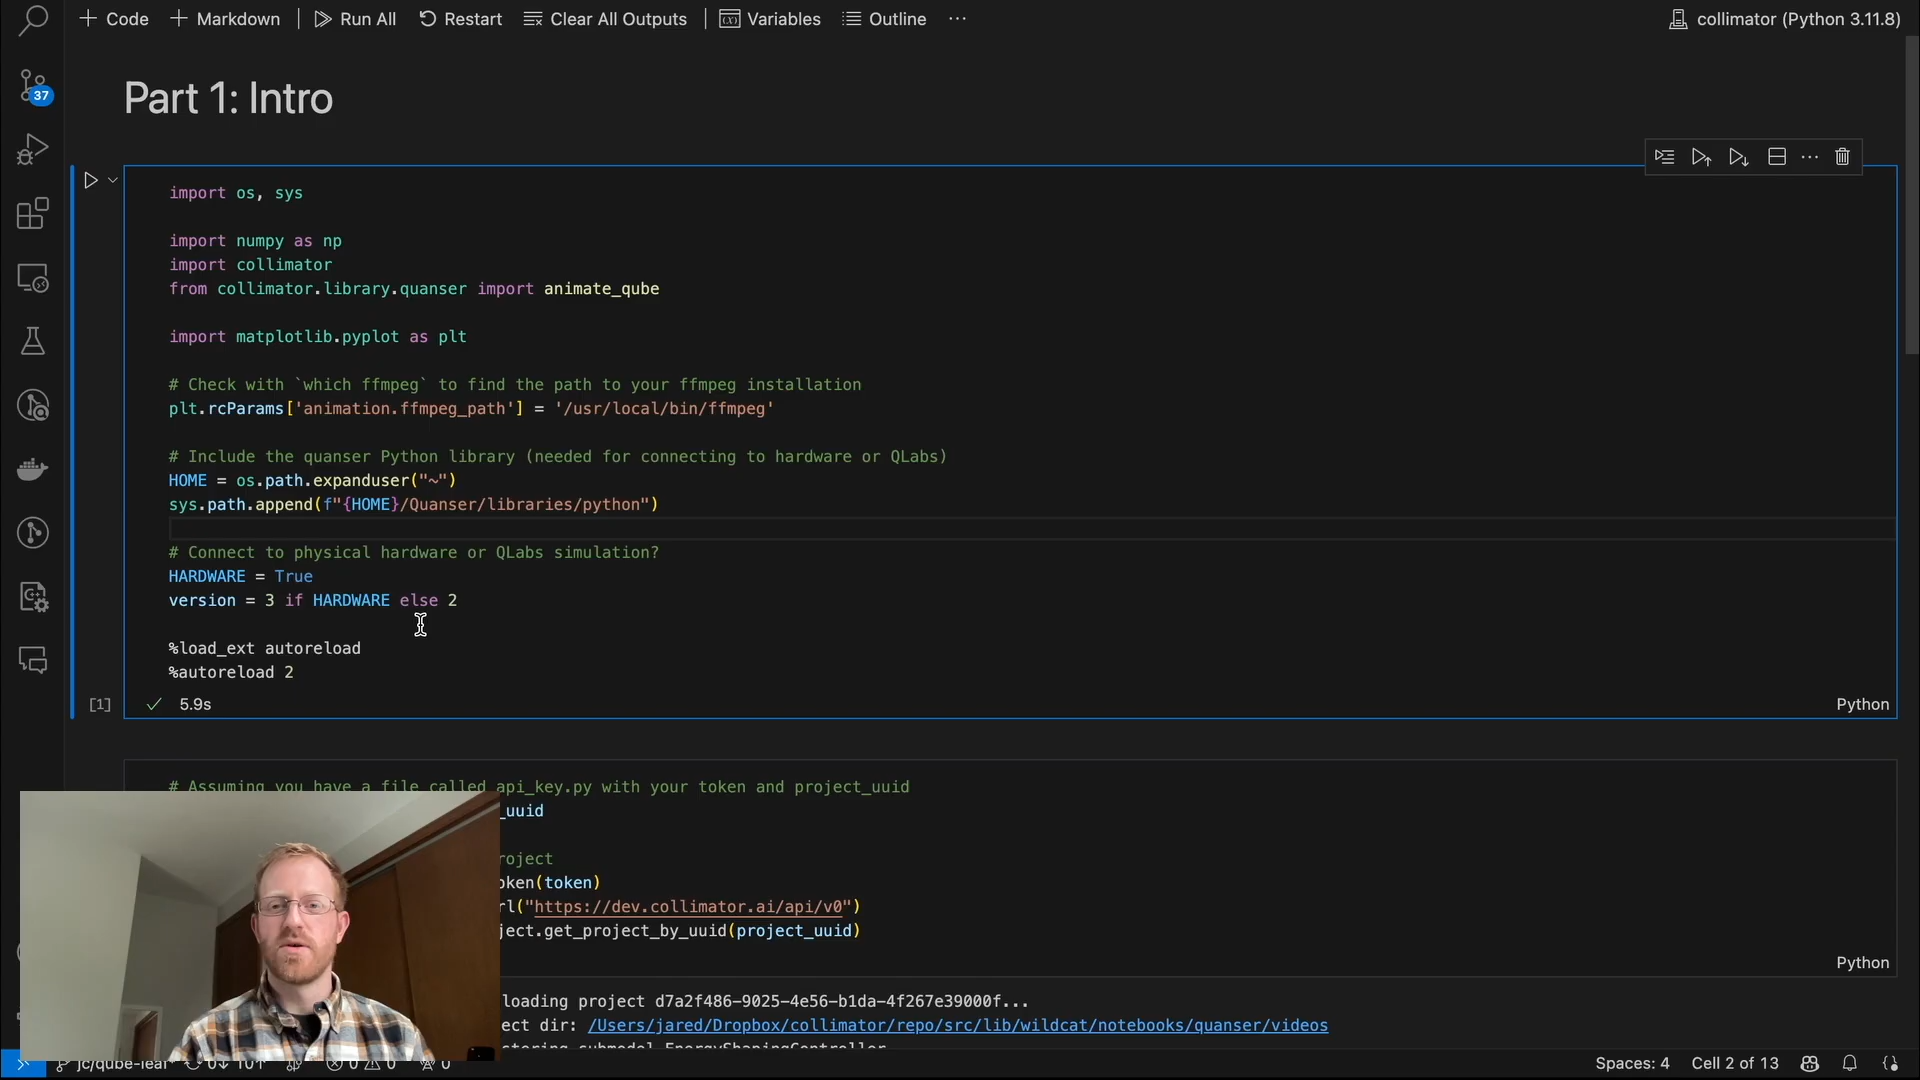 Code Markdown Run All Restart Clear All Outputs Variables Outline ... collimator (Python 3.11.8)
37
Part 1: Intro
import os, sys
import numpy as np
import collimator
from collimator.library.quanser import animate_qube
import matplotlib.pyplot as plt
# Check with `which ffmpeg` to find the path to your ffmpeg installation
plt.rcParams['animation.ffmpeg_path'] = '/usr/local/bin/ffmpeg'
# Include the quanser Python library (needed for connecting to hardware or QLabs)
HOME = os.path.expanduser("~")
sys.path.append(f"{HOME}/Quanser/libraries/python")
# Connect to physical hardware or QLabs simulation?
HARDWARE = True
version = 3 if HARDWARE else 2
%load_ext autoreload
%autoreload 2
[1] 5.9s Python
# Assuming you have a file called api_key.py with your token and project_uuid
_uuid
roject
oken(token)
rl("https://dev.collimator.ai/api/v0")
ject.get_project_by_uuid(project_uuid)
Python
loading project d7a2f486-9025-4e56-b1da-4f267e39000f...
ect dir: /Users/jared/Dropbox/collimator/repo/src/lib/wildcat/notebooks/quanser/videos
submodel EnergyShapingController
Spaces: 4 Cell 2 of 13